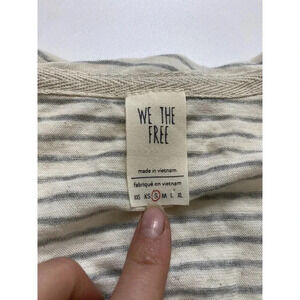 WE THE
FREE
made in vietnam
fabriqué en vietnam
XXS XS S M L XL